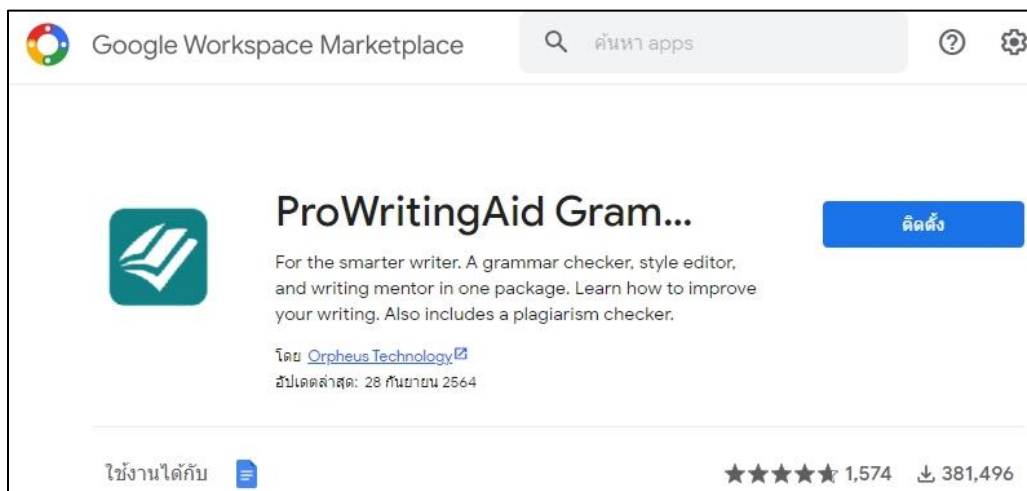 Google Workspace Marketplace
ค้นหา apps
ProWritingAid Gram...
ติดตั้ง
For the smarter writer. A grammar checker, style editor,
and writing mentor in one package. Learn how to improve
your writing. Also includes a plagiarism checker.
โดย Orpheus Technology
อัปเดตล่าสุด: 28 กันยายน 2564
ใช้งานได้กับ
1,574
381,496